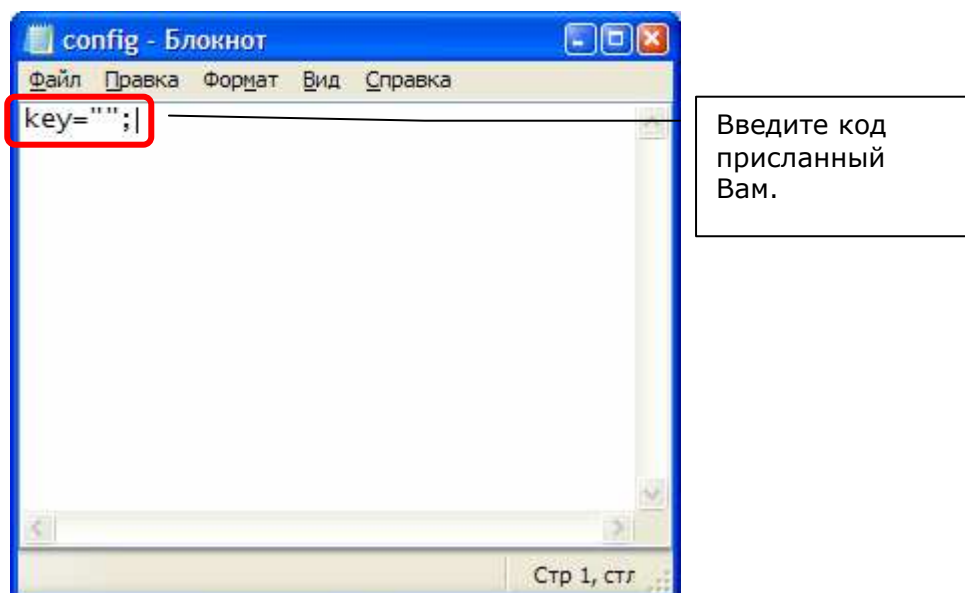 config - Блокнот
Файл Правка Формат Вид Справка
key="";
Введите код
присланный
Вам.
Стр 1, стл